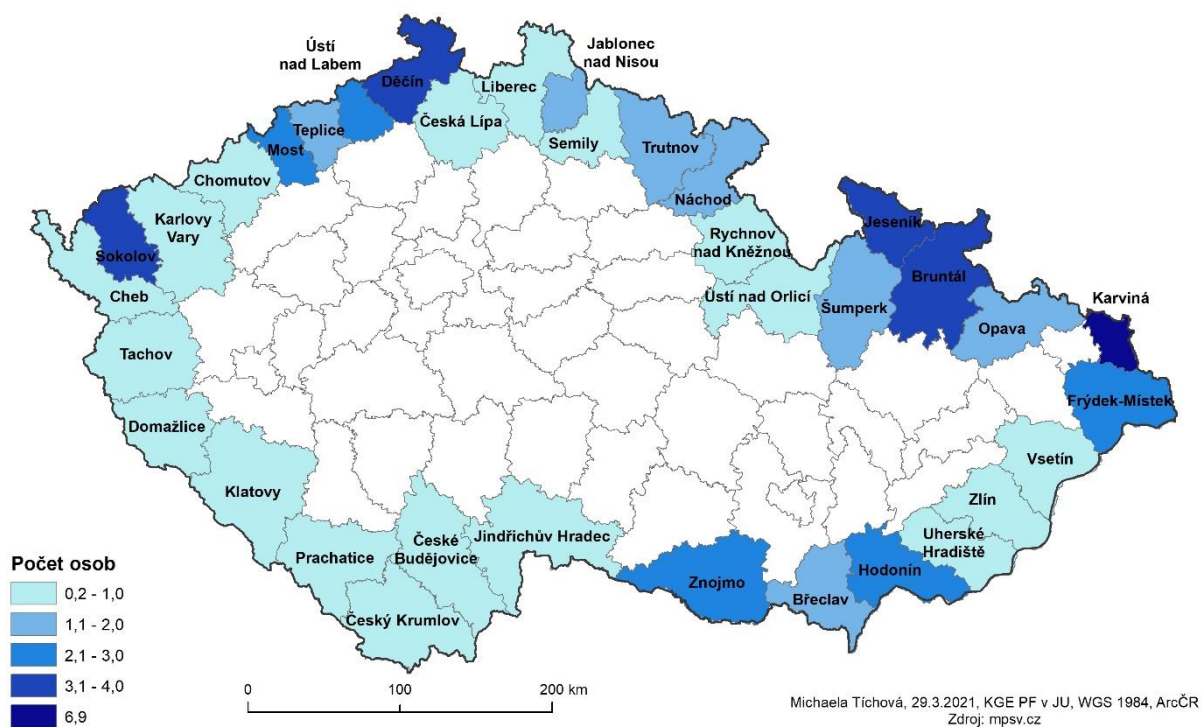 Ústí
nad Labem
Jablonec
nad Nisou
Děčín
Liberec
Česká Lípa
Teplice
Most
Semily
Trutnov
Chomutov
Náchod
Karlovy
Vary
Sokolov
Rychnov
nad Kněžnou
Jeseník
Bruntál
Cheb
Ústí nad Orlicí
Šumperk
Karviná
Opava
Tachov
Frýdek-Místek
Domažlice
Vsetín
Klatovy
Zlín
Prachatice
České
Budějovice
Jindřichův Hradec
Uherské
Hradiště
Český Krumlov
Znojmo
Břeclav
Hodonín
Počet osob
0,2 - 1,0
1,1 - 2,0
2,1 - 3,0
3,1 - 4,0
6,9
0 100 200 km
Michaela Tíchová, 29.3.2021, KGE PF v JU, WGS 1984, ArcČR
Zdroj: mpsv.cz